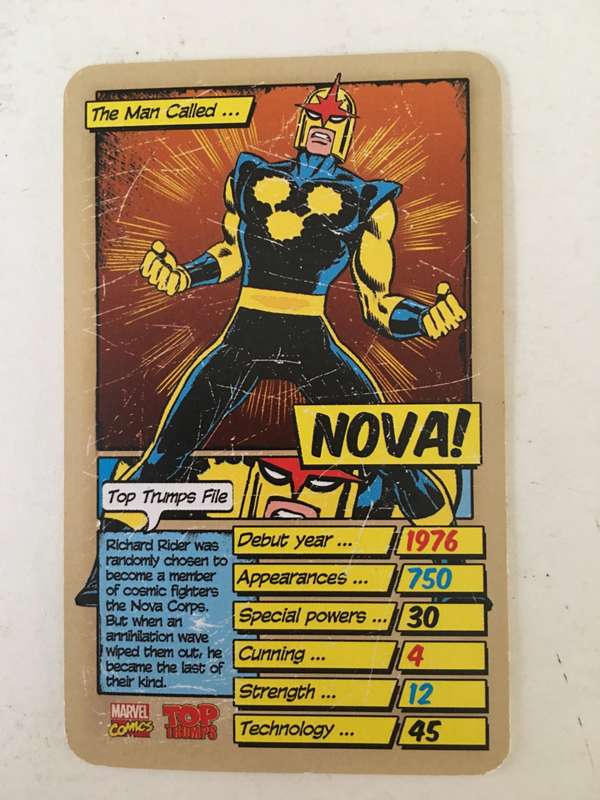 The Man Called ...
NOVA!
Top Trumps File
Richard Rider was
randomly chosen to
become a member
of cosmic fighters
the Nova Corps.
But when an
annihilation wave
wiped them out, he
became the last of
their kind.
Debut year ... 1976
Appearances ... 750
Special powers ... 30
Cunning ... 4
Strength ... 12
Technology ... 45
MARVEL
COMICS
TOP
TRUMPS